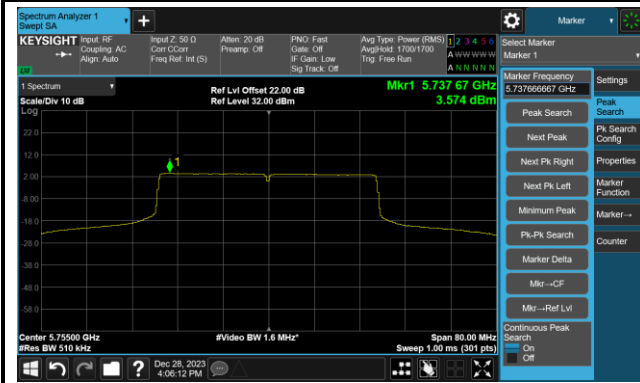 Spectrum Analyzer 1
Swept SA
Marker
KEYSIGHT Input: RF Input Z: 50 Ω Atten: 20 dB PNO: Fast Avg Type: Power (RMS) 1 2 3 4 5 6
Coupling: AC Corr CCorr Preamp: Off Gate: Off Avg|Hold: 1700/1700 A W W W W W
Align: Auto Freq Ref: Int (S) IF Gain: Low Trig: Free Run
Sig Track: Off A N N N N N
Select Marker
Marker 1
1 Spectrum
Scale/Div 10 dB
Log
Ref Lvl Offset 22.00 dB
Ref Level 32.00 dBm
Mkr1 5.737 67 GHz
3.574 dBm
22.0
12.0
2.00
-8.00
-18.0
-28.0
-38.0
-48.0
-58.0
1
Center 5.75500 GHz #Video BW 1.6 MHz* Span 80.00 MHz
#Res BW 510 kHz Sweep 1.00 ms (301 pts)
Marker Frequency
5.737666667 GHz
Peak Search
Next Peak
Next Pk Right
Next Pk Left
Minimum Peak
Pk-Pk Search
Marker Delta
Mkr→CF
Mkr→Ref Lvl
Continuous Peak
Search
On
Off
Settings
Peak
Search
Pk Search
Config
Properties
Marker
Function
Marker→
Counter
? Dec 28, 2023
4:06:12 PM